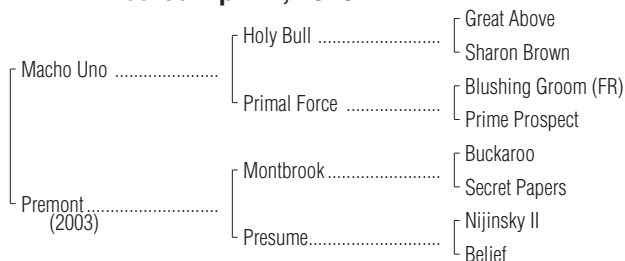 Great Above
Holy Bull ................................
Sharon Brown
Macho Uno ...........................
Blushing Groom (FR)
Primal Force ........................
Prime Prospect
Buckaroo
Montbrook .............................
Secret Papers
Premont ..................................
(2003)
Nijinsky II
Presume ..................................
Belief